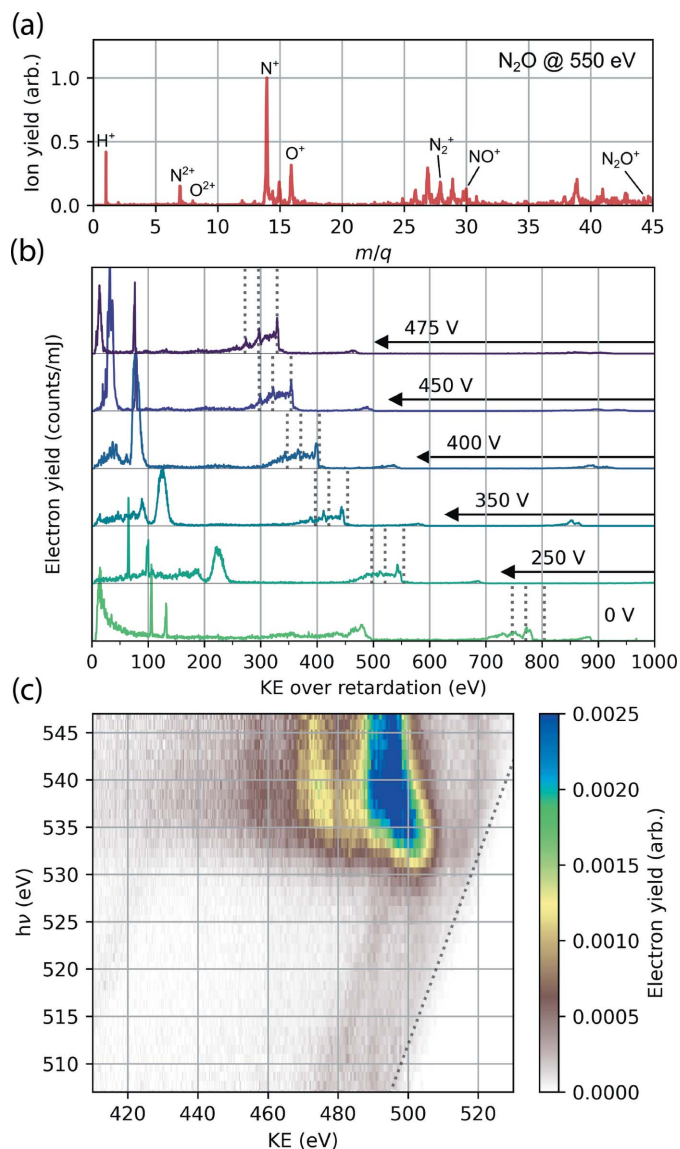 (a)
N₂O @ 550 eV
Ion yield (arb.)
1.0
0.5
0.0
H⁺
N²⁺
O²⁺
N⁺
O⁺
N₂⁺
NO⁺
N₂O⁺
0 5 10 15 20 25 30 35 40 45
m/q
(b)
Electron yield (counts/mJ)
475 V
450 V
400 V
350 V
250 V
0 V
0 100 200 300 400 500 600 700 800 900 1000
KE over retardation (eV)
(c)
hν (eV)
545
540
535
530
525
520
515
510
420 440 460 480 500 520
KE (eV)
0.0025
0.0020
0.0015
0.0010
0.0005
0.0000
Electron yield (arb.)